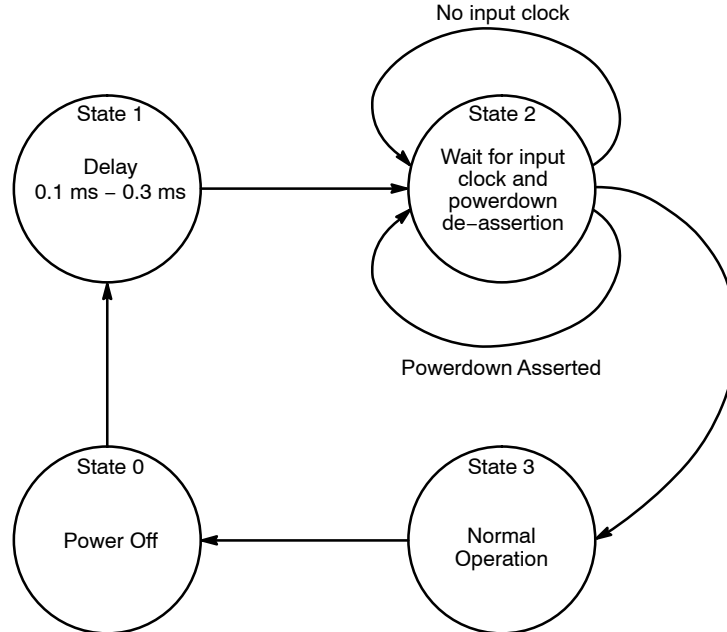 No input clock
State 1
Delay
0.1 ms − 0.3 ms
State 2
Wait for input
clock and
powerdown
de−assertion
Powerdown Asserted
State 0
Power Off
State 3
Normal
Operation